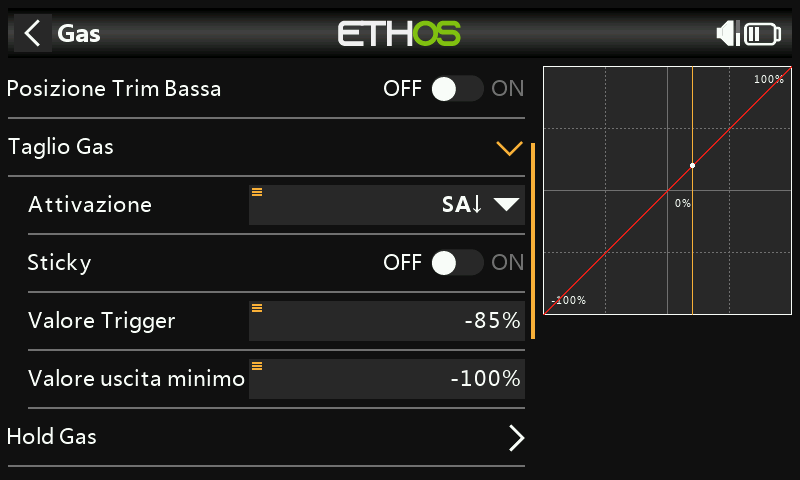 Gas
ETHOS
Posizione Trim Bassa OFF ON
Taglio Gas
Attivazione SA↓
Sticky OFF ON
Valore Trigger -85%
Valore uscita minimo -100%
Hold Gas
100%
0%
-100%